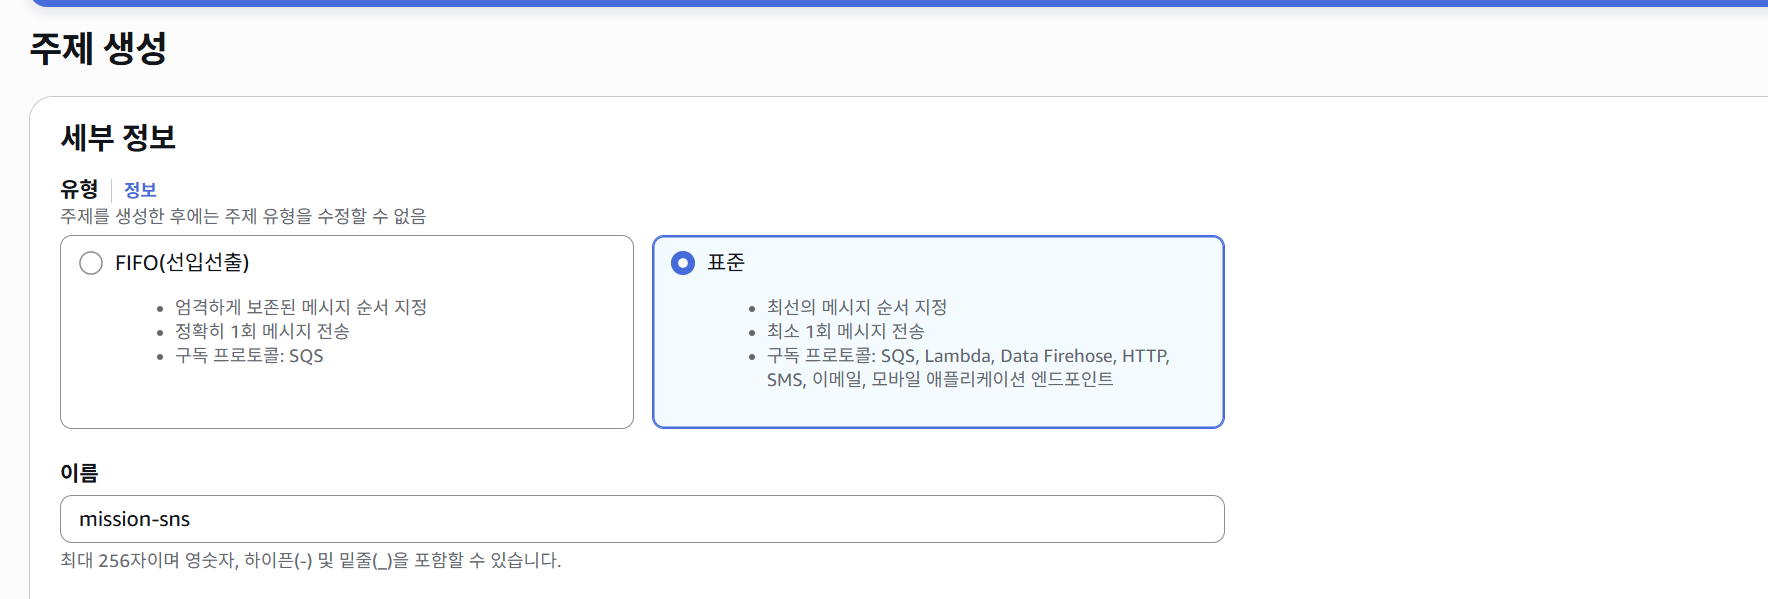 주제 생성
세부 정보
유형 정보
주제를 생성한 후에는 주제 유형을 수정할 수 없음
FIFO(선입선출)
엄격하게 보존된 메시지 순서 지정
정확히 1회 메시지 전송
구독 프로토콜: SQS
표준
최선의 메시지 순서 지정
최소 1회 메시지 전송
구독 프로토콜: SQS, Lambda, Data Firehose, HTTP,
SMS, 이메일, 모바일 애플리케이션 엔드포인트
이름
mission-sns
최대 256자이며 영숫자, 하이픈(-) 및 밑줄(_)을 포함할 수 있습니다.